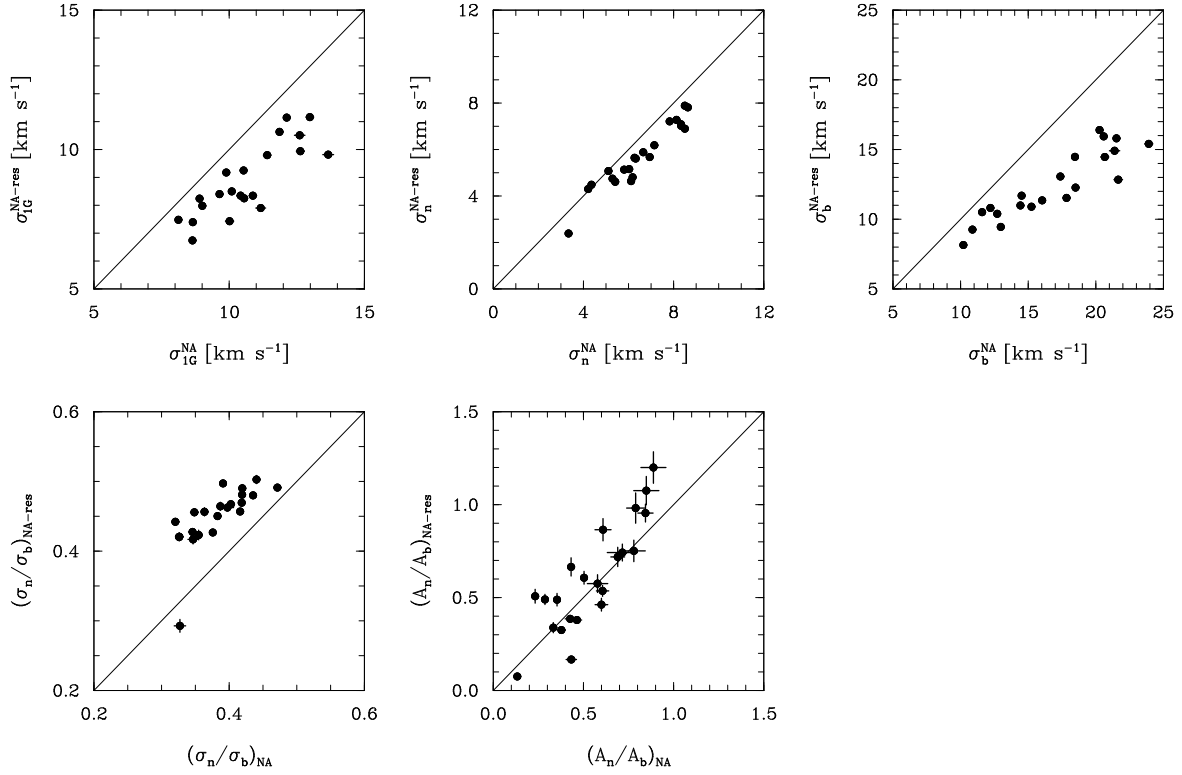 15
10
5
5 10 15
σ_1G^NA-res [km s^-1]
σ_1G^NA [km s^-1]
12
8
4
0
0 4 8 12
σ_n^NA-res [km s^-1]
σ_n^NA [km s^-1]
25
20
15
10
5
5 10 15 20 25
σ_b^NA-res [km s^-1]
σ_b^NA [km s^-1]
0.6
0.4
0.2
0.2 0.4 0.6
(σ_n/σ_b)_NA-res
(σ_n/σ_b)_NA
1.5
1.0
0.5
0.0
0.0 0.5 1.0 1.5
(A_n/A_b)_NA-res
(A_n/A_b)_NA